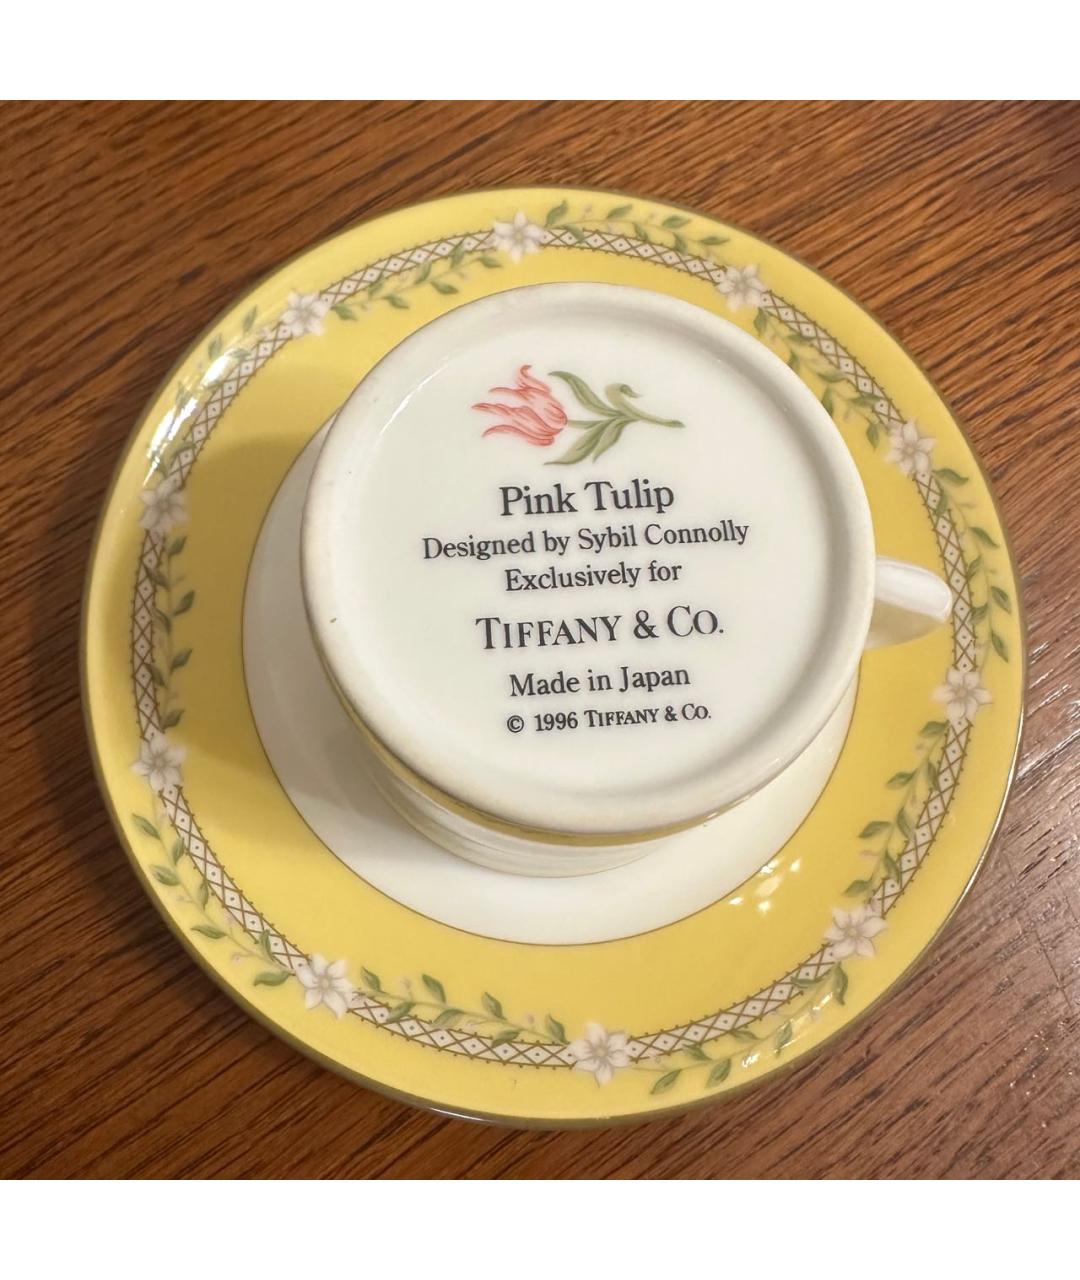 Pink Tulip
Designed by Sybil Connolly
Exclusively for
TIFFANY & CO.
Made in Japan
© 1996 TIFFANY & CO.